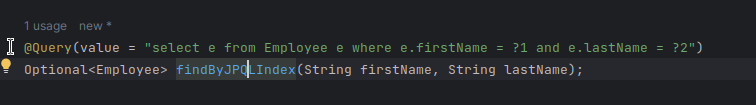 1 usage new *
@Query(value = "select e from Employee e where e.firstName = ?1 and e.lastName = ?2")
Optional<Employee> findByJPQLIndex(String firstName, String lastName);